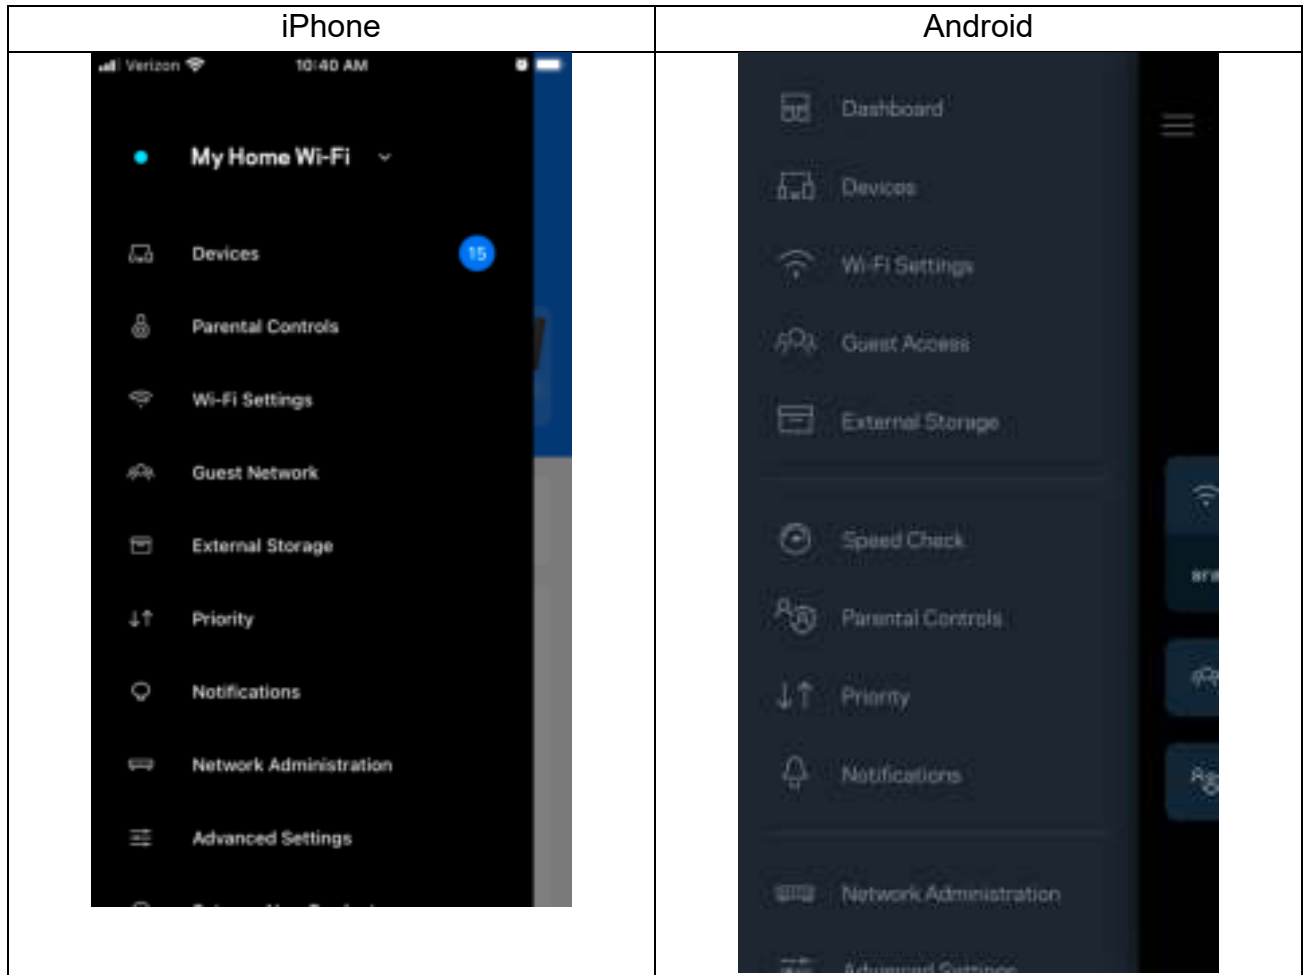 iPhone
Android
Verizon
10:40 AM
My Home Wi-Fi
Devices
15
Parental Controls
Wi-Fi Settings
Guest Network
External Storage
Priority
Notifications
Network Administration
Advanced Settings
Dashboard
Devices
Wi-Fi Settings
Guest Access
External Storage
Speed Check
Parental Controls
Priority
Notifications
Network Administration
Advanced Settings